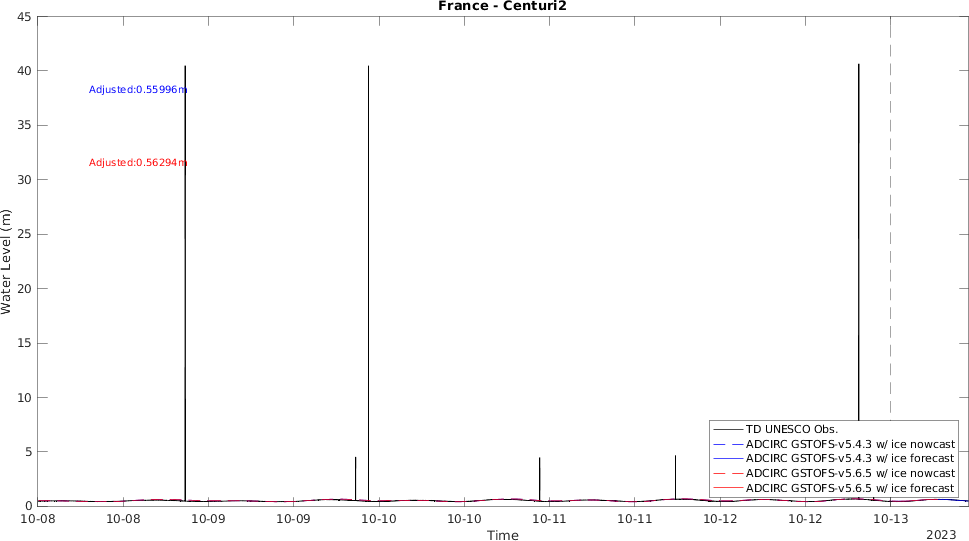 France - Centuri2
45
40
35
30
25
20
15
10
5
0
Water Level (m)
Adjusted:0.55996m
Adjusted:0.56294m
TD UNESCO Obs.
ADCIRC GSTOFS-v5.4.3 w/ ice nowcast
ADCIRC GSTOFS-v5.4.3 w/ ice forecast
ADCIRC GSTOFS-v5.6.5 w/ ice nowcast
ADCIRC GSTOFS-v5.6.5 w/ ice forecast
10-08 10-08 10-09 10-09 10-10 10-10 10-11 10-11 10-12 10-12 10-13
Time
2023